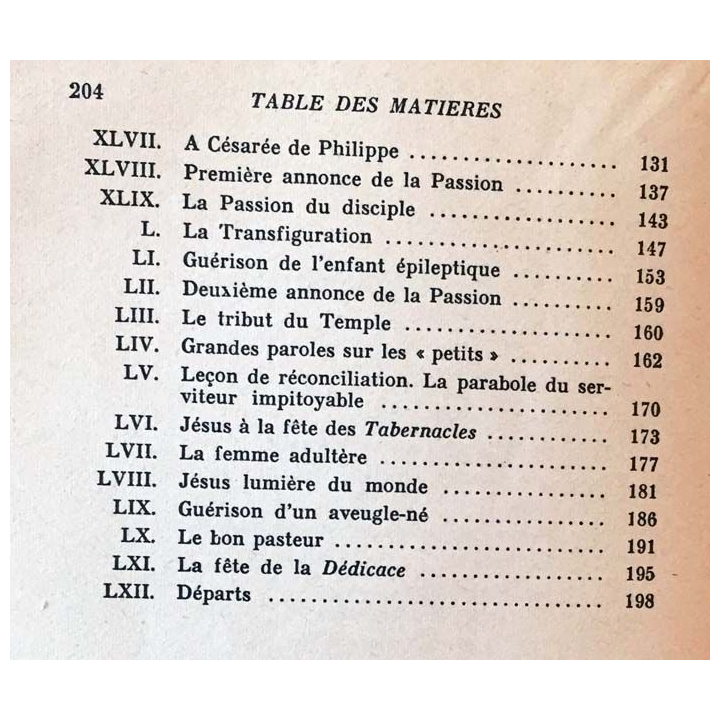 204
TABLE DES MATIERES
XLVII. A Césarée de Philippe .................... 131
XLVIII. Première annonce de la Passion .......... 137
XLIX. La Passion du disciple .................. 143
L. La Transfiguration ...................... 147
LI. Guérison de l'enfant épileptique .......... 153
LII. Deuxième annonce de la Passion .......... 159
LIII. Le tribut du Temple .................... 160
LIV. Grandes paroles sur les « petits » .......... 162
LV. Leçon de réconciliation. La parabole du ser-
viteur impitoyable ...................... 170
LVI. Jésus à la fête des Tabernacles ............ 173
LVII. La femme adultère ...................... 177
LVIII. Jésus lumière du monde ................ 181
LIX. Guérison d'un aveugle-né ................ 186
LX. Le bon pasteur .......................... 191
LXI. La fête de la Dédicace .................. 195
LXII. Départs ................................ 198